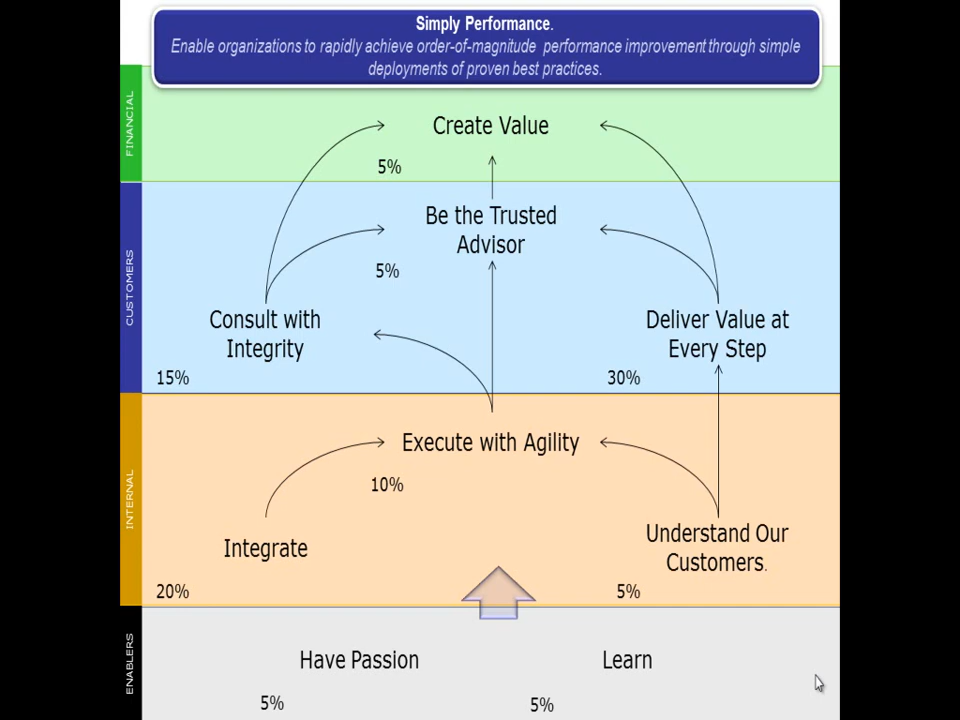 Simply Performance.
Enable organizations to rapidly achieve order-of-magnitude performance improvement through simple
deployments of proven best practices.
FINANCIAL
Create Value
5%
CUSTOMERS
Be the Trusted
Advisor
5%
Consult with
Integrity
15%
Deliver Value at
Every Step
30%
INTERNAL
Execute with Agility
10%
Integrate
20%
Understand Our
Customers.
5%
ENABLERS
Have Passion
5%
Learn
5%